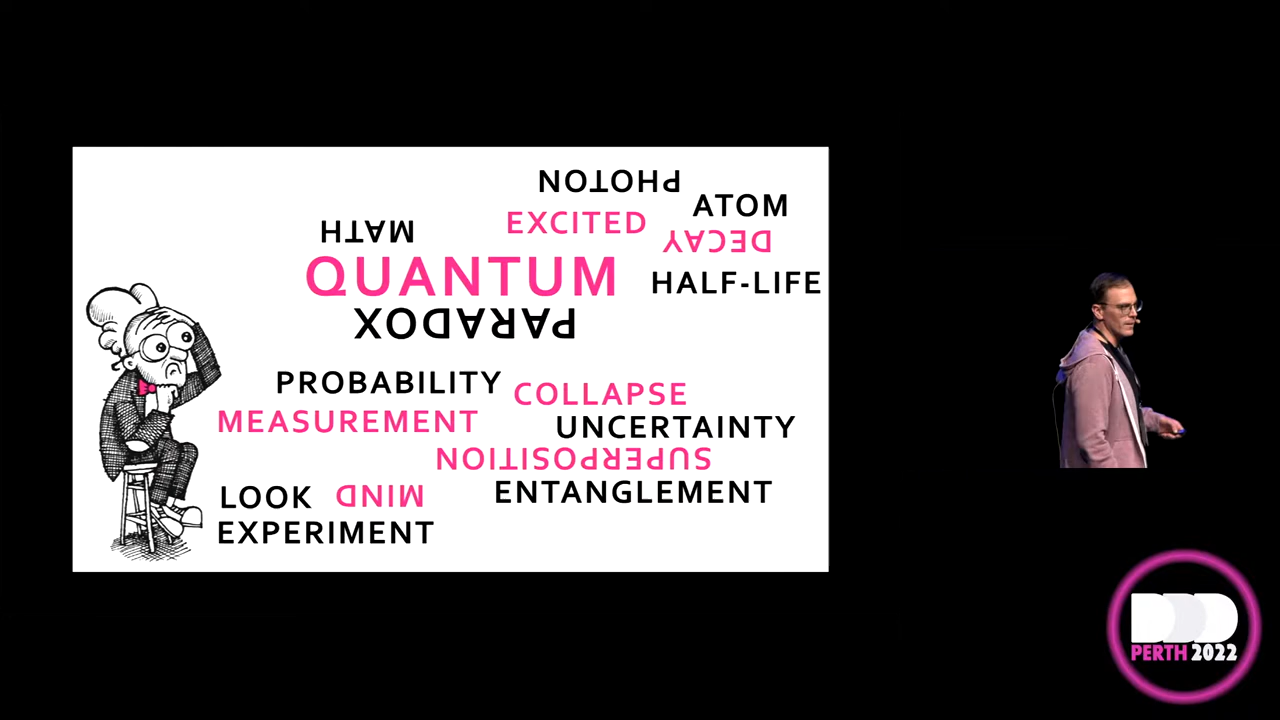 PHOTON
ATOM
EXCITED
MATH
DECAY
QUANTUM
HALF-LIFE
PARADOX
PROBABILITY
COLLAPSE
MEASUREMENT
UNCERTAINTY
SUPERPOSITION
LOOK
MIND
ENTANGLEMENT
EXPERIMENT
DDD
PERTH 2022